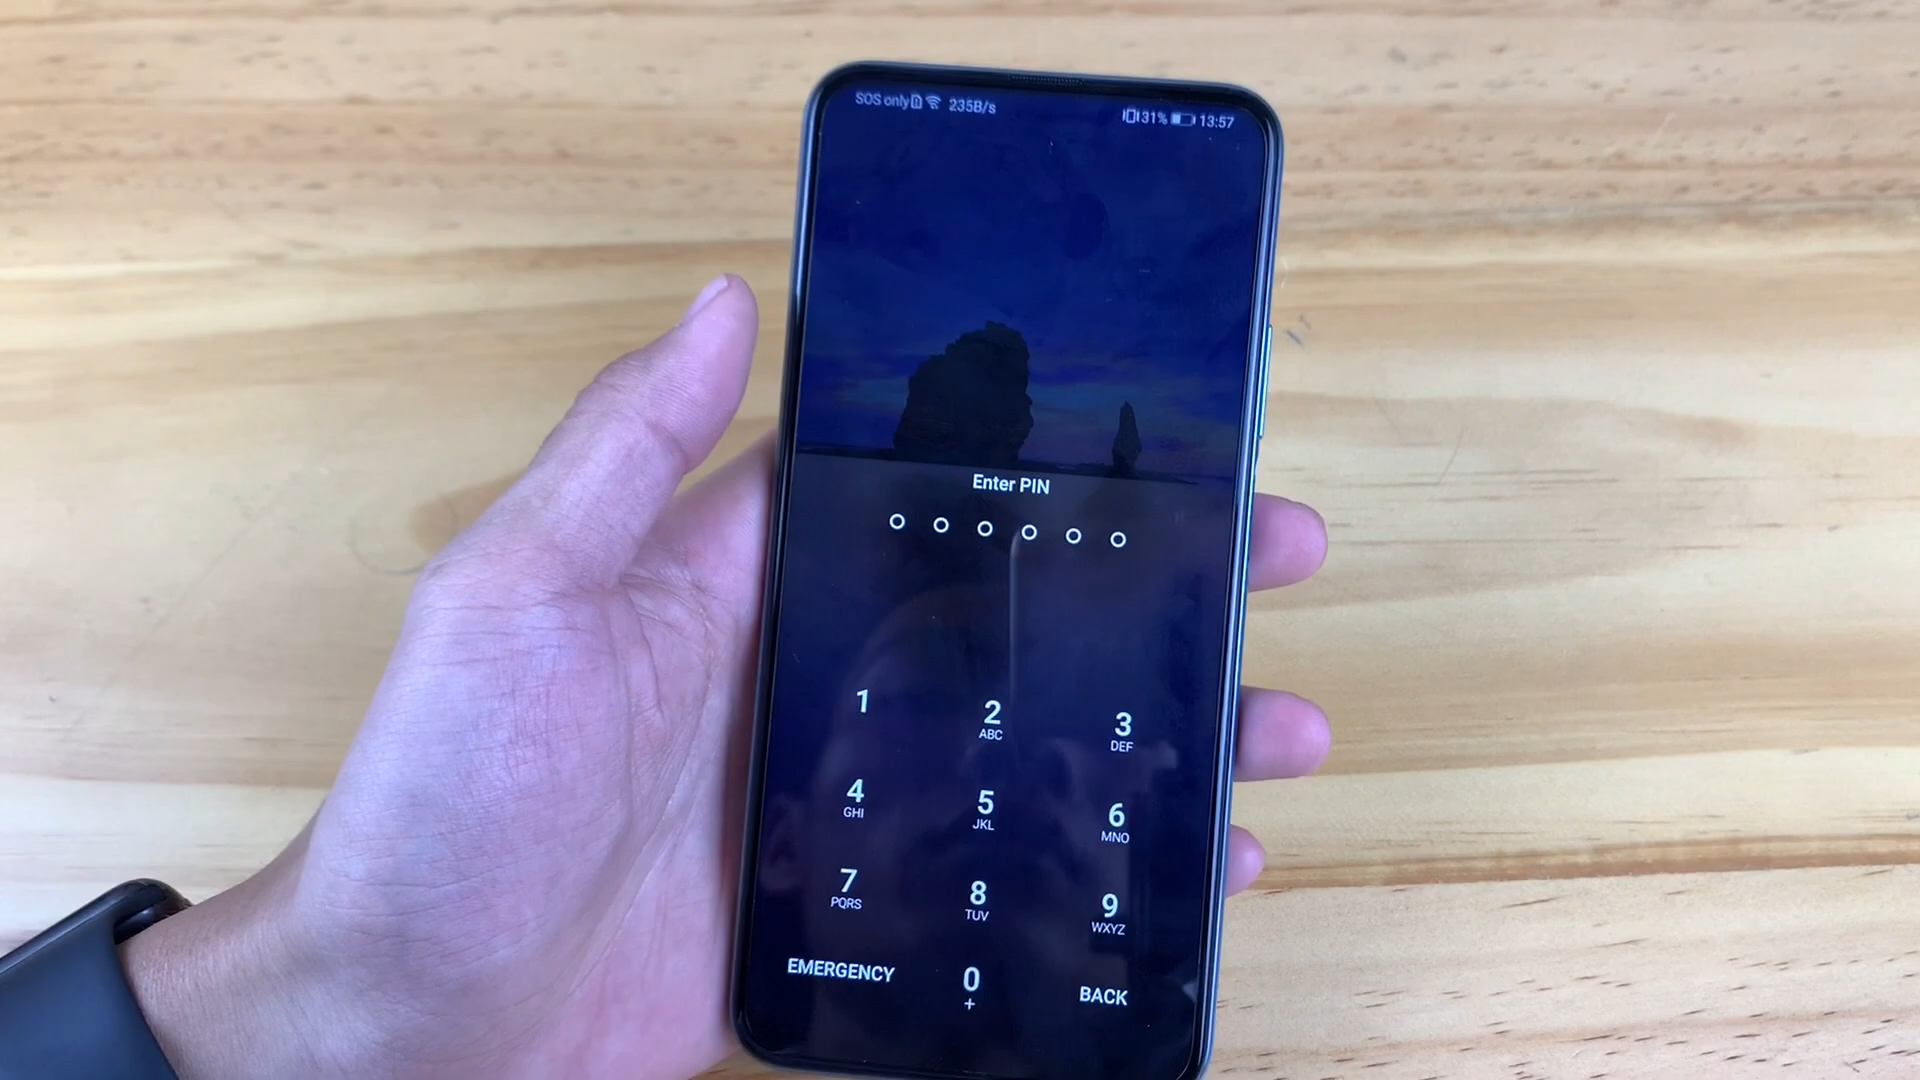 SOS only 235B/s 31% 13:57
Enter PIN
1 2 3
ABC DEF
4 5 6
GHI JKL MNO
7 8 9
PQRS TUV WXYZ
EMERGENCY 0 BACK
+